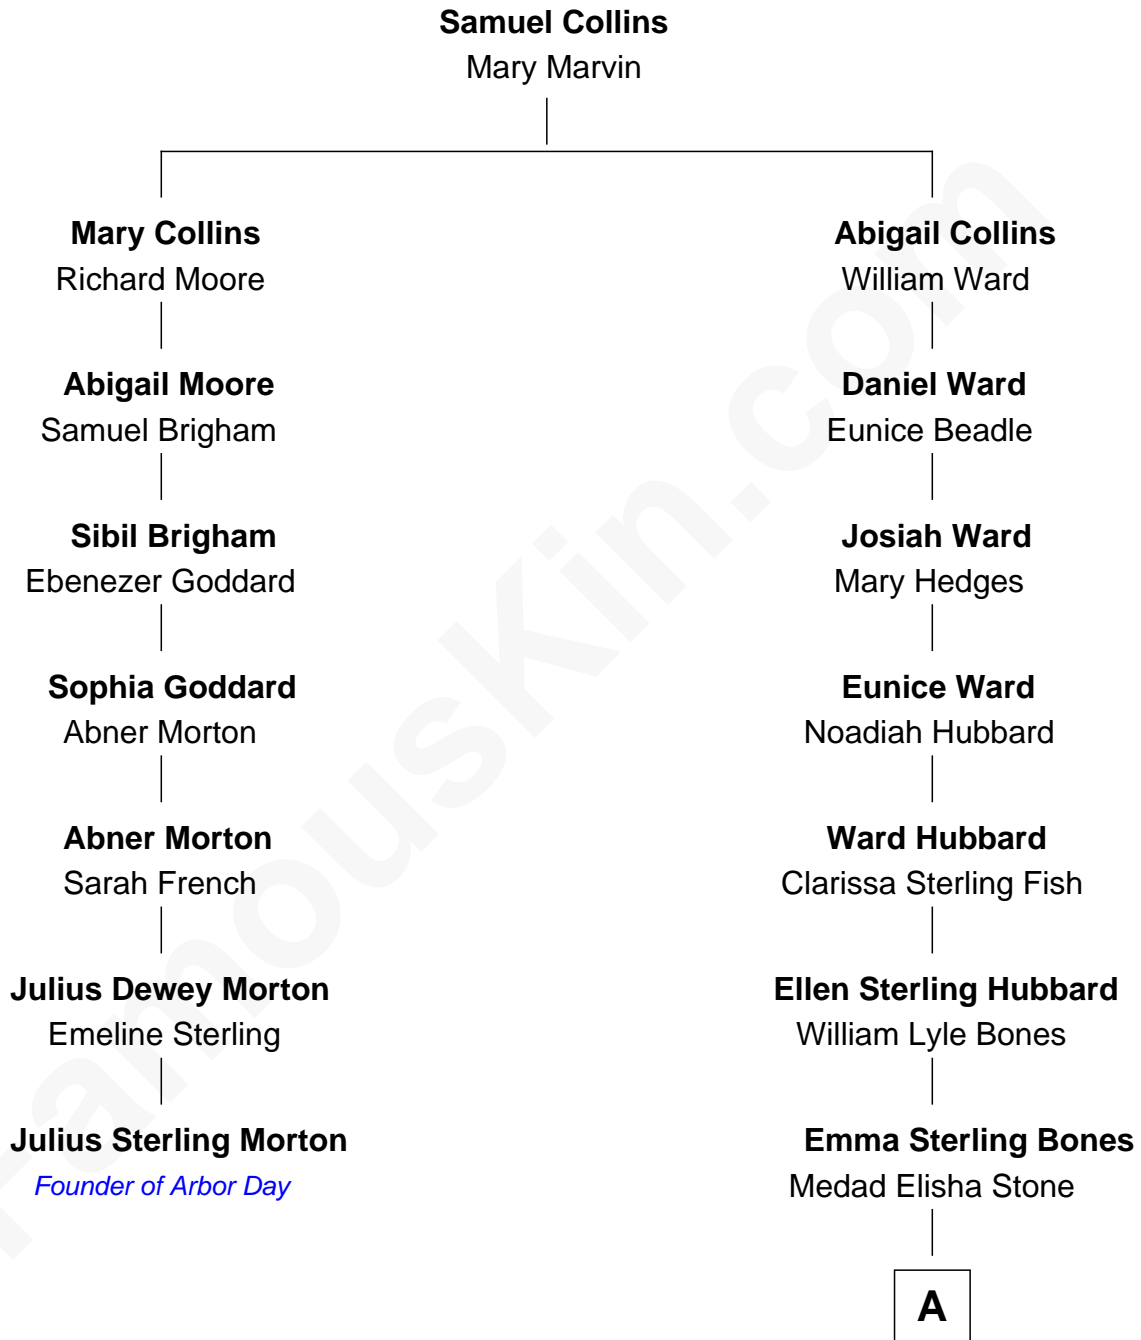 Samuel Collins
Mary Marvin
Mary Collins
Richard Moore
Abigail Moore
Samuel Brigham
Sibil Brigham
Ebenezer Goddard
Sophia Goddard
Abner Morton
Abner Morton
Sarah French
Julius Dewey Morton
Emeline Sterling
Julius Sterling Morton
Founder of Arbor Day
Abigail Collins
William Ward
Daniel Ward
Eunice Beadle
Josiah Ward
Mary Hedges
Eunice Ward
Noadiah Hubbard
Ward Hubbard
Clarissa Sterling Fish
Ellen Sterling Hubbard
William Lyle Bones
Emma Sterling Bones
Medad Elisha Stone
A
FamousKin.com